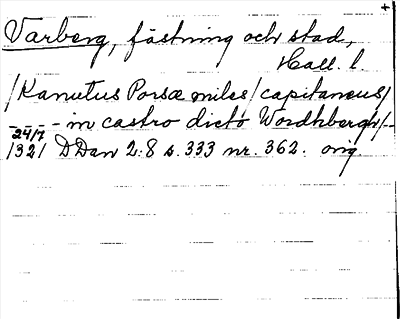 +
Varberg, fästning och stad,
Hall. l.
/Kanutus Porsæ miles/capitaneus/
---- in castro dicto Wordhbergh/--
24/7
1321 DDan 2:8 s. 333 nr. 362. orig.